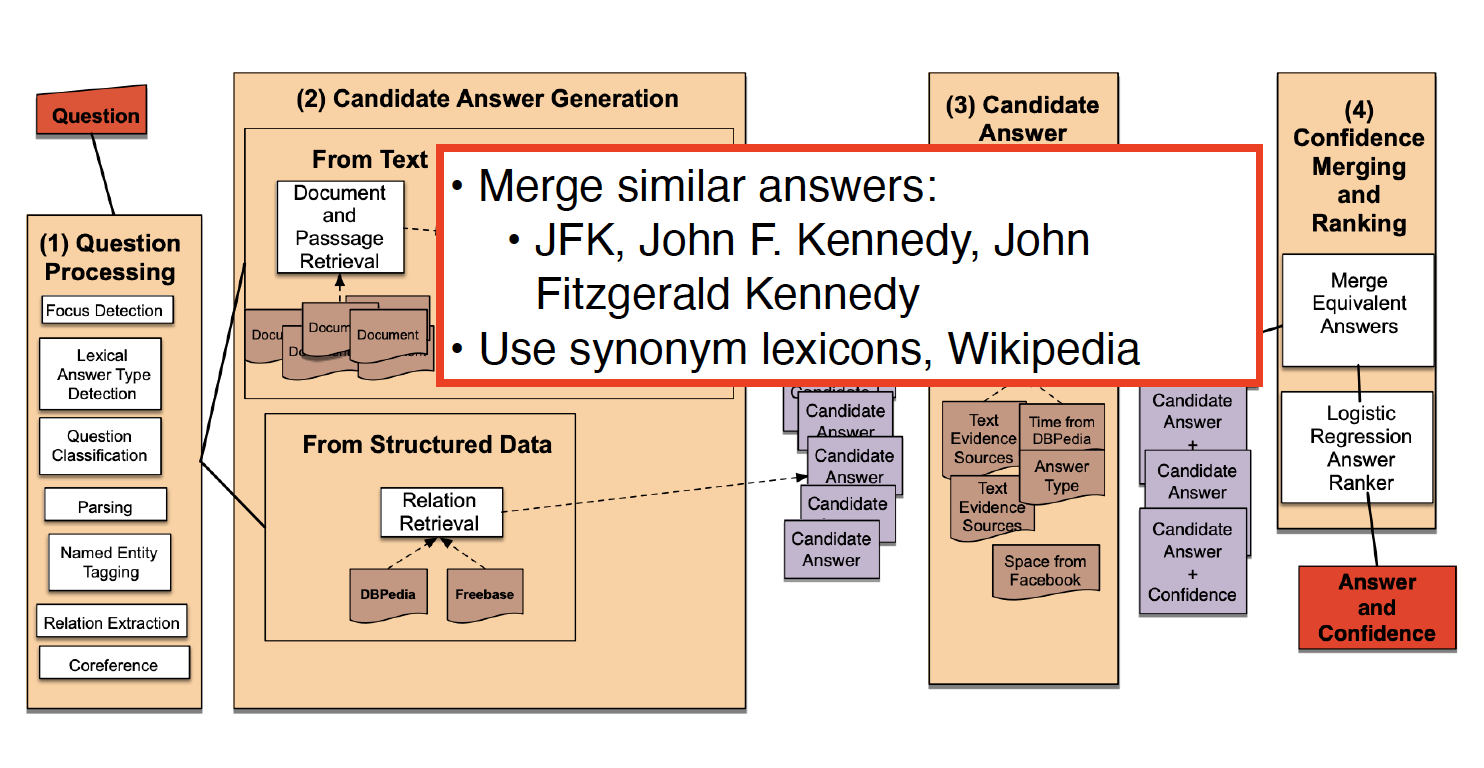 Question
(1) Question
Processing
Focus Detection
Lexical
Answer Type
Detection
Question
Classification
Parsing
Named Entity
Tagging
Relation Extraction
Coreference
(2) Candidate Answer Generation
From Text
Document
and
Passsage
Retrieval
Docu
Docum
Document
From Structured Data
Relation
Retrieval
DBPedia
Freebase
• Merge similar answers:
• JFK, John F. Kennedy, John
Fitzgerald Kennedy
• Use synonym lexicons, Wikipedia
Candidate
Candidate
Answer
Candidate
Answer
Candidate
Candidate
Answer
(3) Candidate
Answer
Text
Evidence
Sources
Time from
DBPedia
Answer
Type
Text
Evidence
Sources
Space from
Facebook
Candidate
Answer
+
Candidate
Answer
Candidate
Answer
+
Confidence
(4)
Confidence
Merging
and
Ranking
Merge
Equivalent
Answers
Logistic
Regression
Answer
Ranker
Answer
and
Confidence